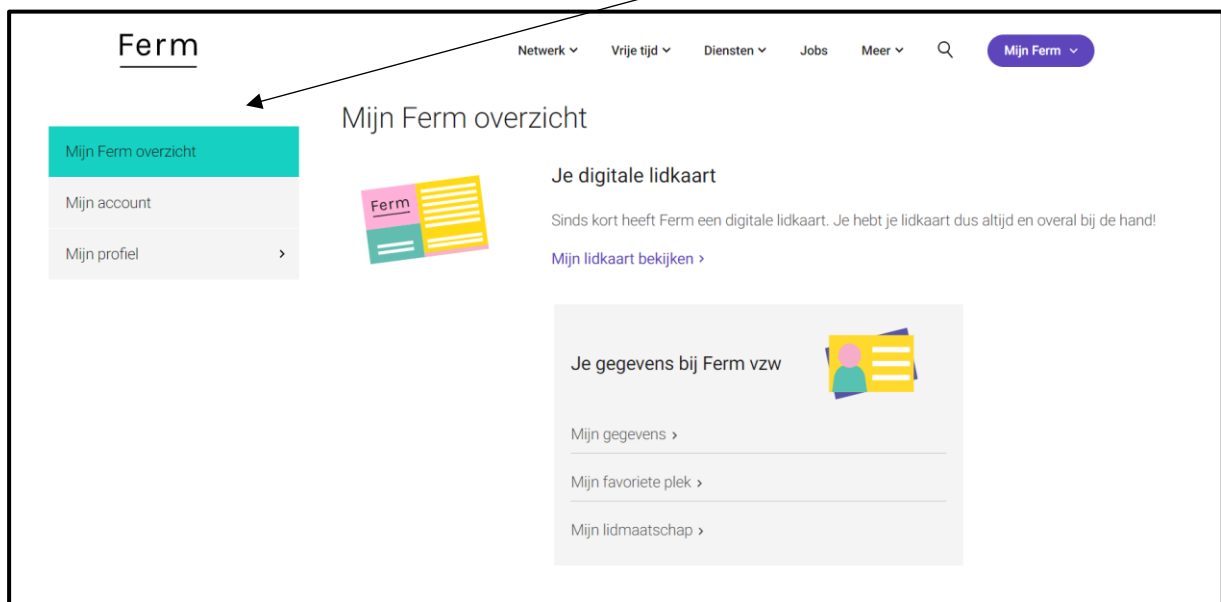 Ferm
Netwerk Vrije tijd Diensten Jobs Meer Mijn Ferm
Mijn Ferm overzicht
Mijn account
Mijn profiel
Mijn Ferm overzicht
Ferm
Je digitale lidkaart
Sinds kort heeft Ferm een digitale lidkaart. Je hebt je lidkaart dus altijd en overal bij de hand!
Mijn lidkaart bekijken
Je gegevens bij Ferm vzw
Mijn gegevens
Mijn favoriete plek
Mijn lidmaatschap